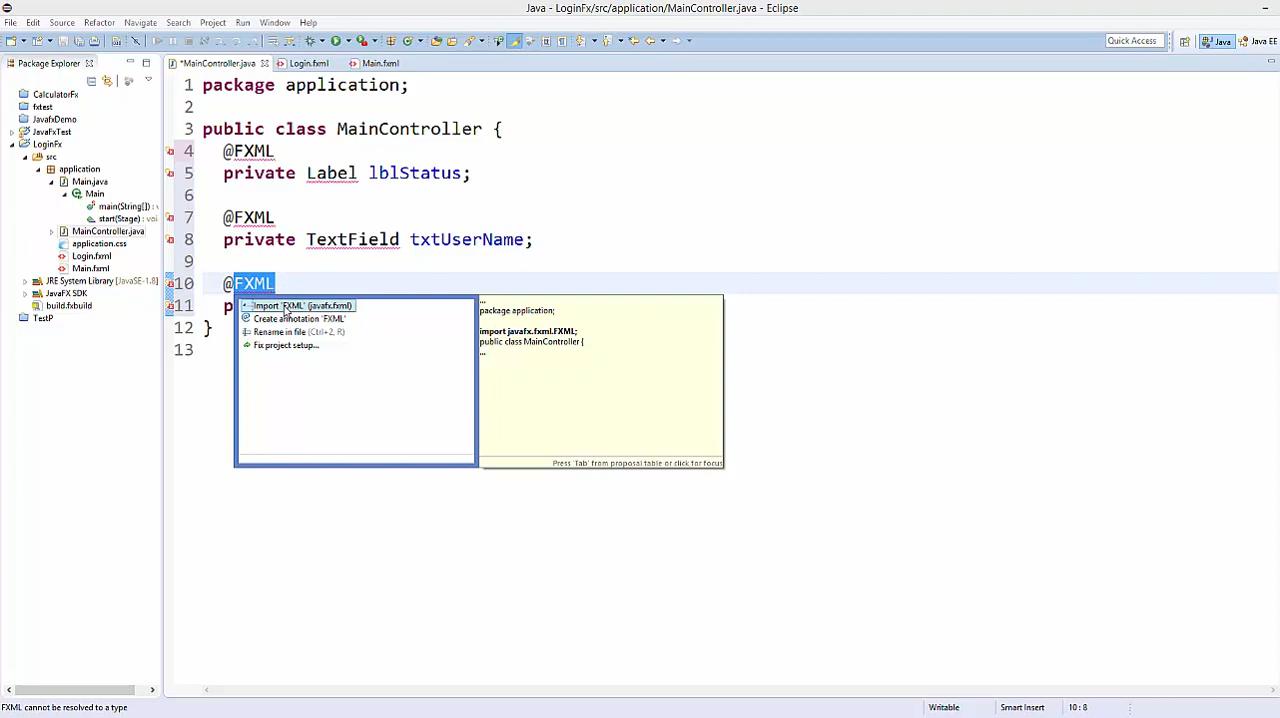 Java - LoginFx/src/application/MainController.java - Eclipse
File Edit Source Refactor Navigate Search Project Run Window Help
Quick Access
Java
Java EE
Package Explorer
*MainController.java
Login.fxml
Main.fxml
CalculatorFx
fxtest
JavafxDemo
JavaFxTest
LoginFx
src
application
Main.java
Main
main(String[]) : v
start(Stage) : voi
MainController.java
application.css
Login.fxml
Main.fxml
JRE System Library [JavaSE-1.8]
JavaFX SDK
build.fxbuild
TestP
1 package application;
2
3 public class MainController {
4 @FXML
5 private Label lblStatus;
6
7 @FXML
8 private TextField txtUserName;
9
10 @FXML
11 p
12 }
13
Import 'FXML' (javafx.fxml)
Create annotation 'FXML'
Rename in file (Ctrl+2, R)
Fix project setup...
...
package application;
import javafx.fxml.FXML;
public class MainController {
...
Press 'Tab' from proposal table or click for focus
FXML cannot be resolved to a type
Writable
Smart Insert
10 : 8